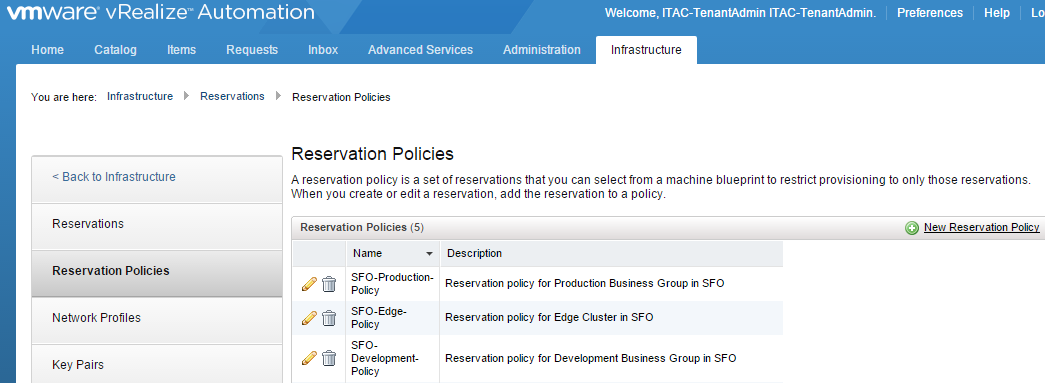 vmware vRealize™ Automation
Welcome, ITAC-TenantAdmin ITAC-TenantAdmin. Preferences Help Lo
Home Catalog Items Requests Inbox Advanced Services Administration Infrastructure
You are here: Infrastructure Reservations Reservation Policies
< Back to Infrastructure
Reservations
Reservation Policies
Network Profiles
Key Pairs
Reservation Policies
A reservation policy is a set of reservations that you can select from a machine blueprint to restrict provisioning to only those reservations.
When you create or edit a reservation, add the reservation to a policy.
Reservation Policies (5) New Reservation Policy
Name Description
SFO-Production-
Policy
Reservation policy for Production Business Group in SFO
SFO-Edge-
Policy
Reservation policy for Edge Cluster in SFO
SFO-
Development-
Policy
Reservation policy for Development Business Group in SFO